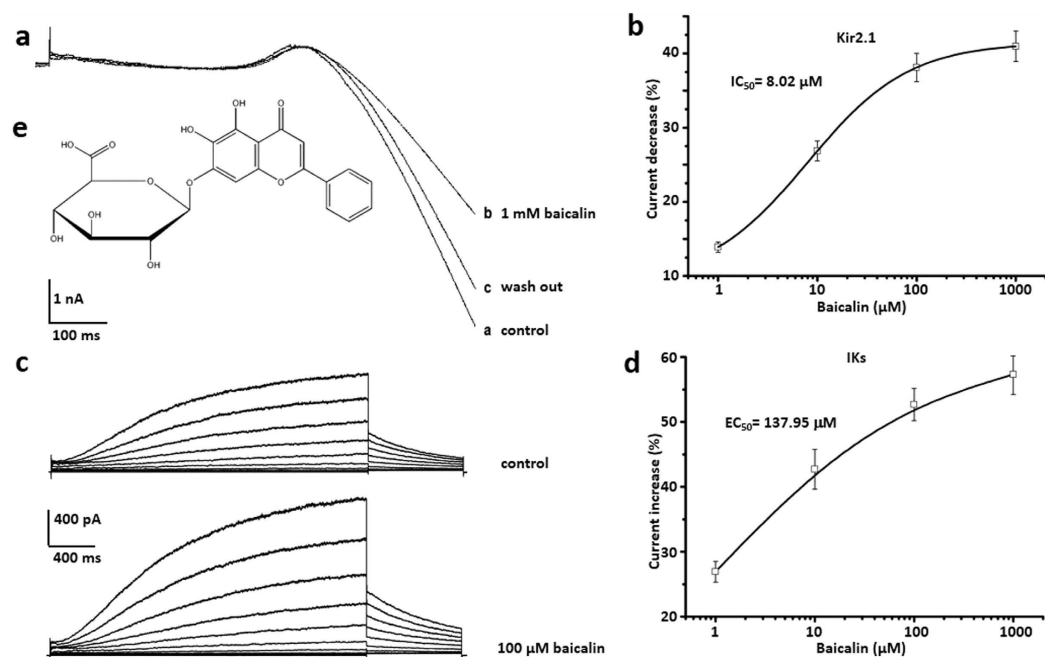 a
e
HO
O
OH
HO
OH
O
O
O
O
OH
OH
OH
b 1 mM baicalin
c wash out
a control
1 nA
100 ms
b
Kir2.1
IC50= 8.02 µM
Current decrease (%)
40
30
20
10
1 10 100 1000
Baicalin (µM)
c
control
400 pA
400 ms
100 µM baicalin
d
IKs
EC50= 137.95 µM
Current increase (%)
60
50
40
30
20
1 10 100 1000
Baicalin (µM)